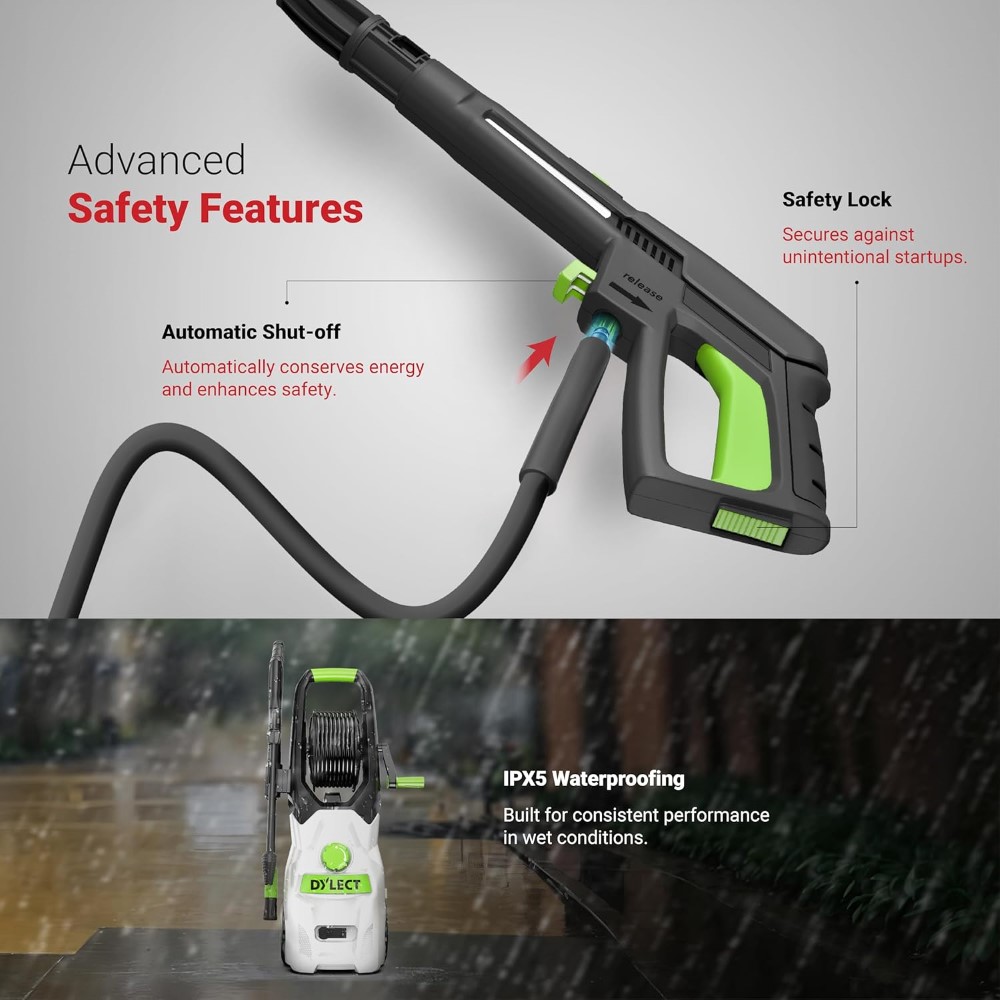 Advanced
Safety Features
Safety Lock
Secures against
unintentional startups.
release
Automatic Shut-off
Automatically conserves energy
and enhances safety.
IPX5 Waterproofing
Built for consistent performance
in wet conditions.
DYLECT